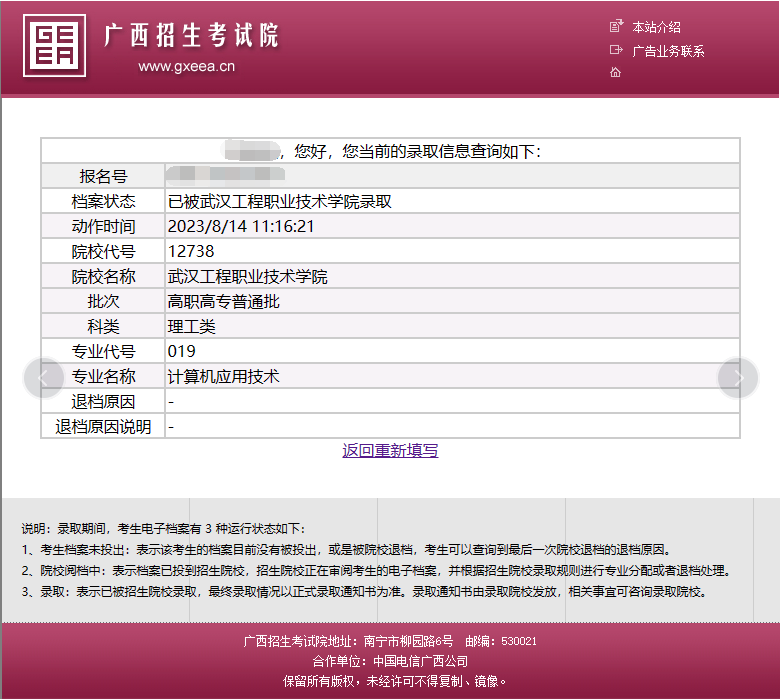 GEEA
广西招生考试院
www.gxeea.cn
本站介绍
广告业务联系
，您好，您当前的录取信息查询如下：
报名号
档案状态 已被武汉工程职业技术学院录取
动作时间 2023/8/14 11:16:21
院校代号 12738
院校名称 武汉工程职业技术学院
批次 高职高专普通批
科类 理工类
专业代号 019
专业名称 计算机应用技术
退档原因 -
退档原因说明 -
返回重新填写
说明：录取期间，考生电子档案有 3 种运行状态如下：
1、考生档案未投出：表示该考生的档案目前没有被投出，或是被院校退档，考生可以查询到最后一次院校退档的退档原因。
2、院校阅档中：表示档案已投到招生院校，招生院校正在审阅考生的电子档案，并根据招生院校录取规则进行专业分配或者退档处理。
3、录取：表示已被招生院校录取，最终录取情况以正式录取通知书为准。录取通知书由录取院校发放，相关事宜可咨询录取院校。
广西招生考试院地址：南宁市柳园路6号 邮编：530021
合作单位：中国电信广西公司
保留所有版权，未经许可不得复制、镜像。